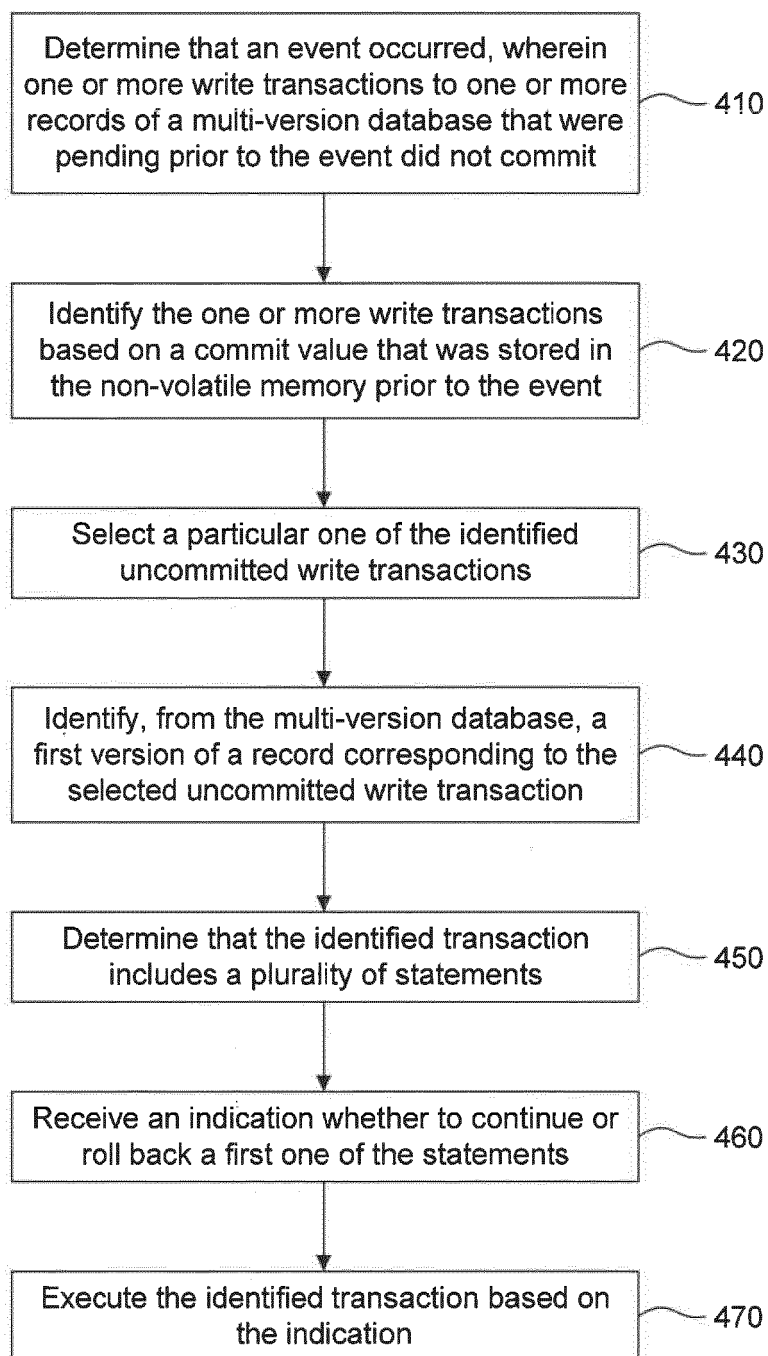 Determine that an event occurred, wherein
one or more write transactions to one or more
records of a multi-version database that were
pending prior to the event did not commit
410
Identify the one or more write transactions
based on a commit value that was stored in
the non-volatile memory prior to the event
420
Select a particular one of the identified
uncommitted write transactions
430
Identify, from the multi-version database, a
first version of a record corresponding to the
selected uncommitted write transaction
440
Determine that the identified transaction
includes a plurality of statements
450
Receive an indication whether to continue or
roll back a first one of the statements
460
Execute the identified transaction based on
the indication
470